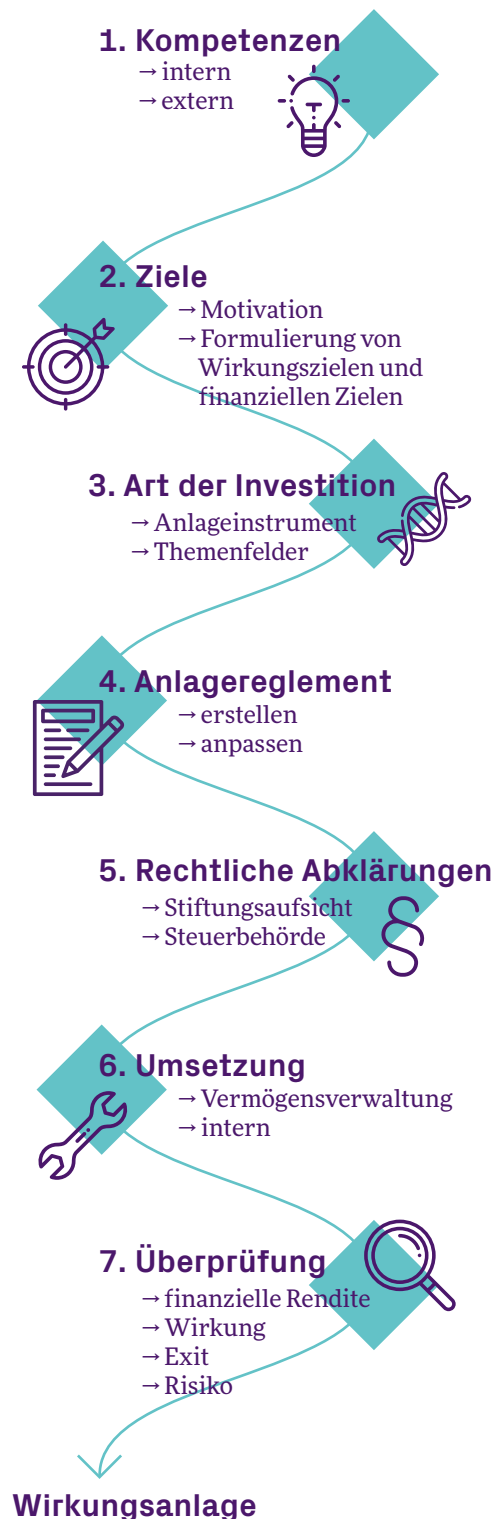 1. Kompetenzen
→ intern
→ extern
2. Ziele
→ Motivation
→ Formulierung von
Wirkungszielen und
finanziellen Zielen
3. Art der Investition
→ Anlageinstrument
→ Themenfelder
4. Anlagereglement
→ erstellen
→ anpassen
5. Rechtliche Abklärungen
→ Stiftungsaufsicht
→ Steuerbehörde
6. Umsetzung
→ Vermögensverwaltung
→ intern
7. Überprüfung
→ finanzielle Rendite
→ Wirkung
→ Exit
→ Risiko
Wirkungsanlage